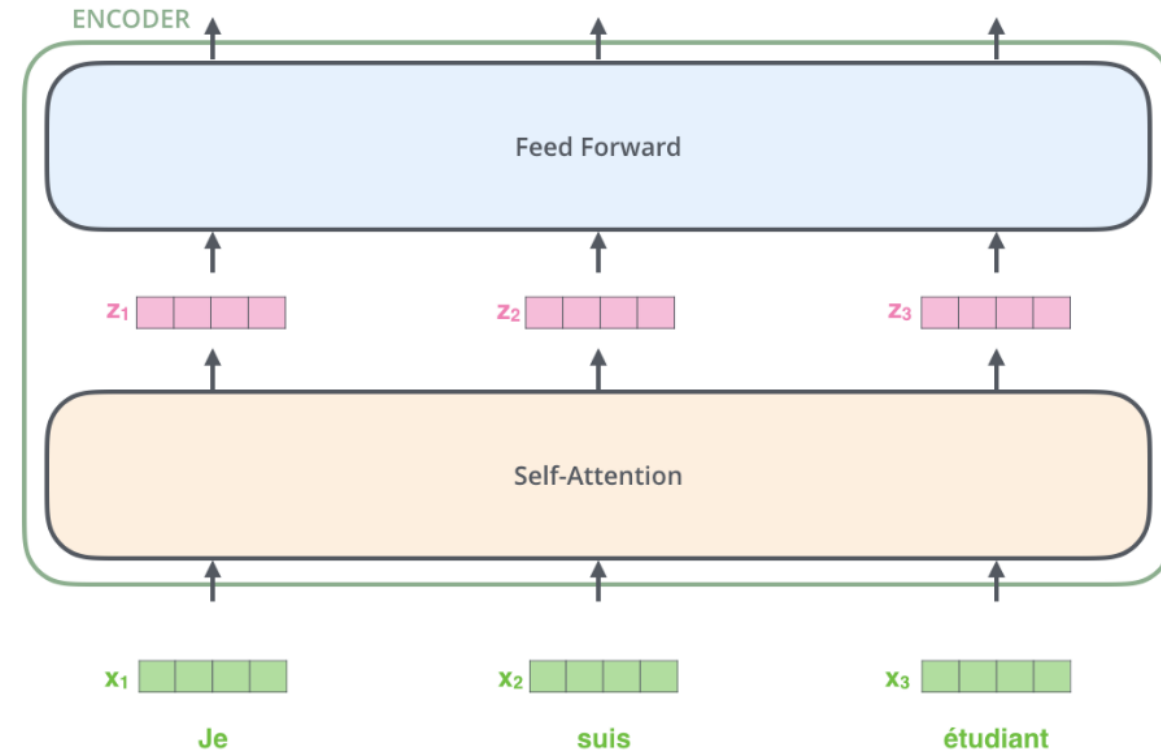 ENCODER
Feed Forward
z₁ z₂ z₃
Self-Attention
x₁ x₂ x₃
Je suis étudiant